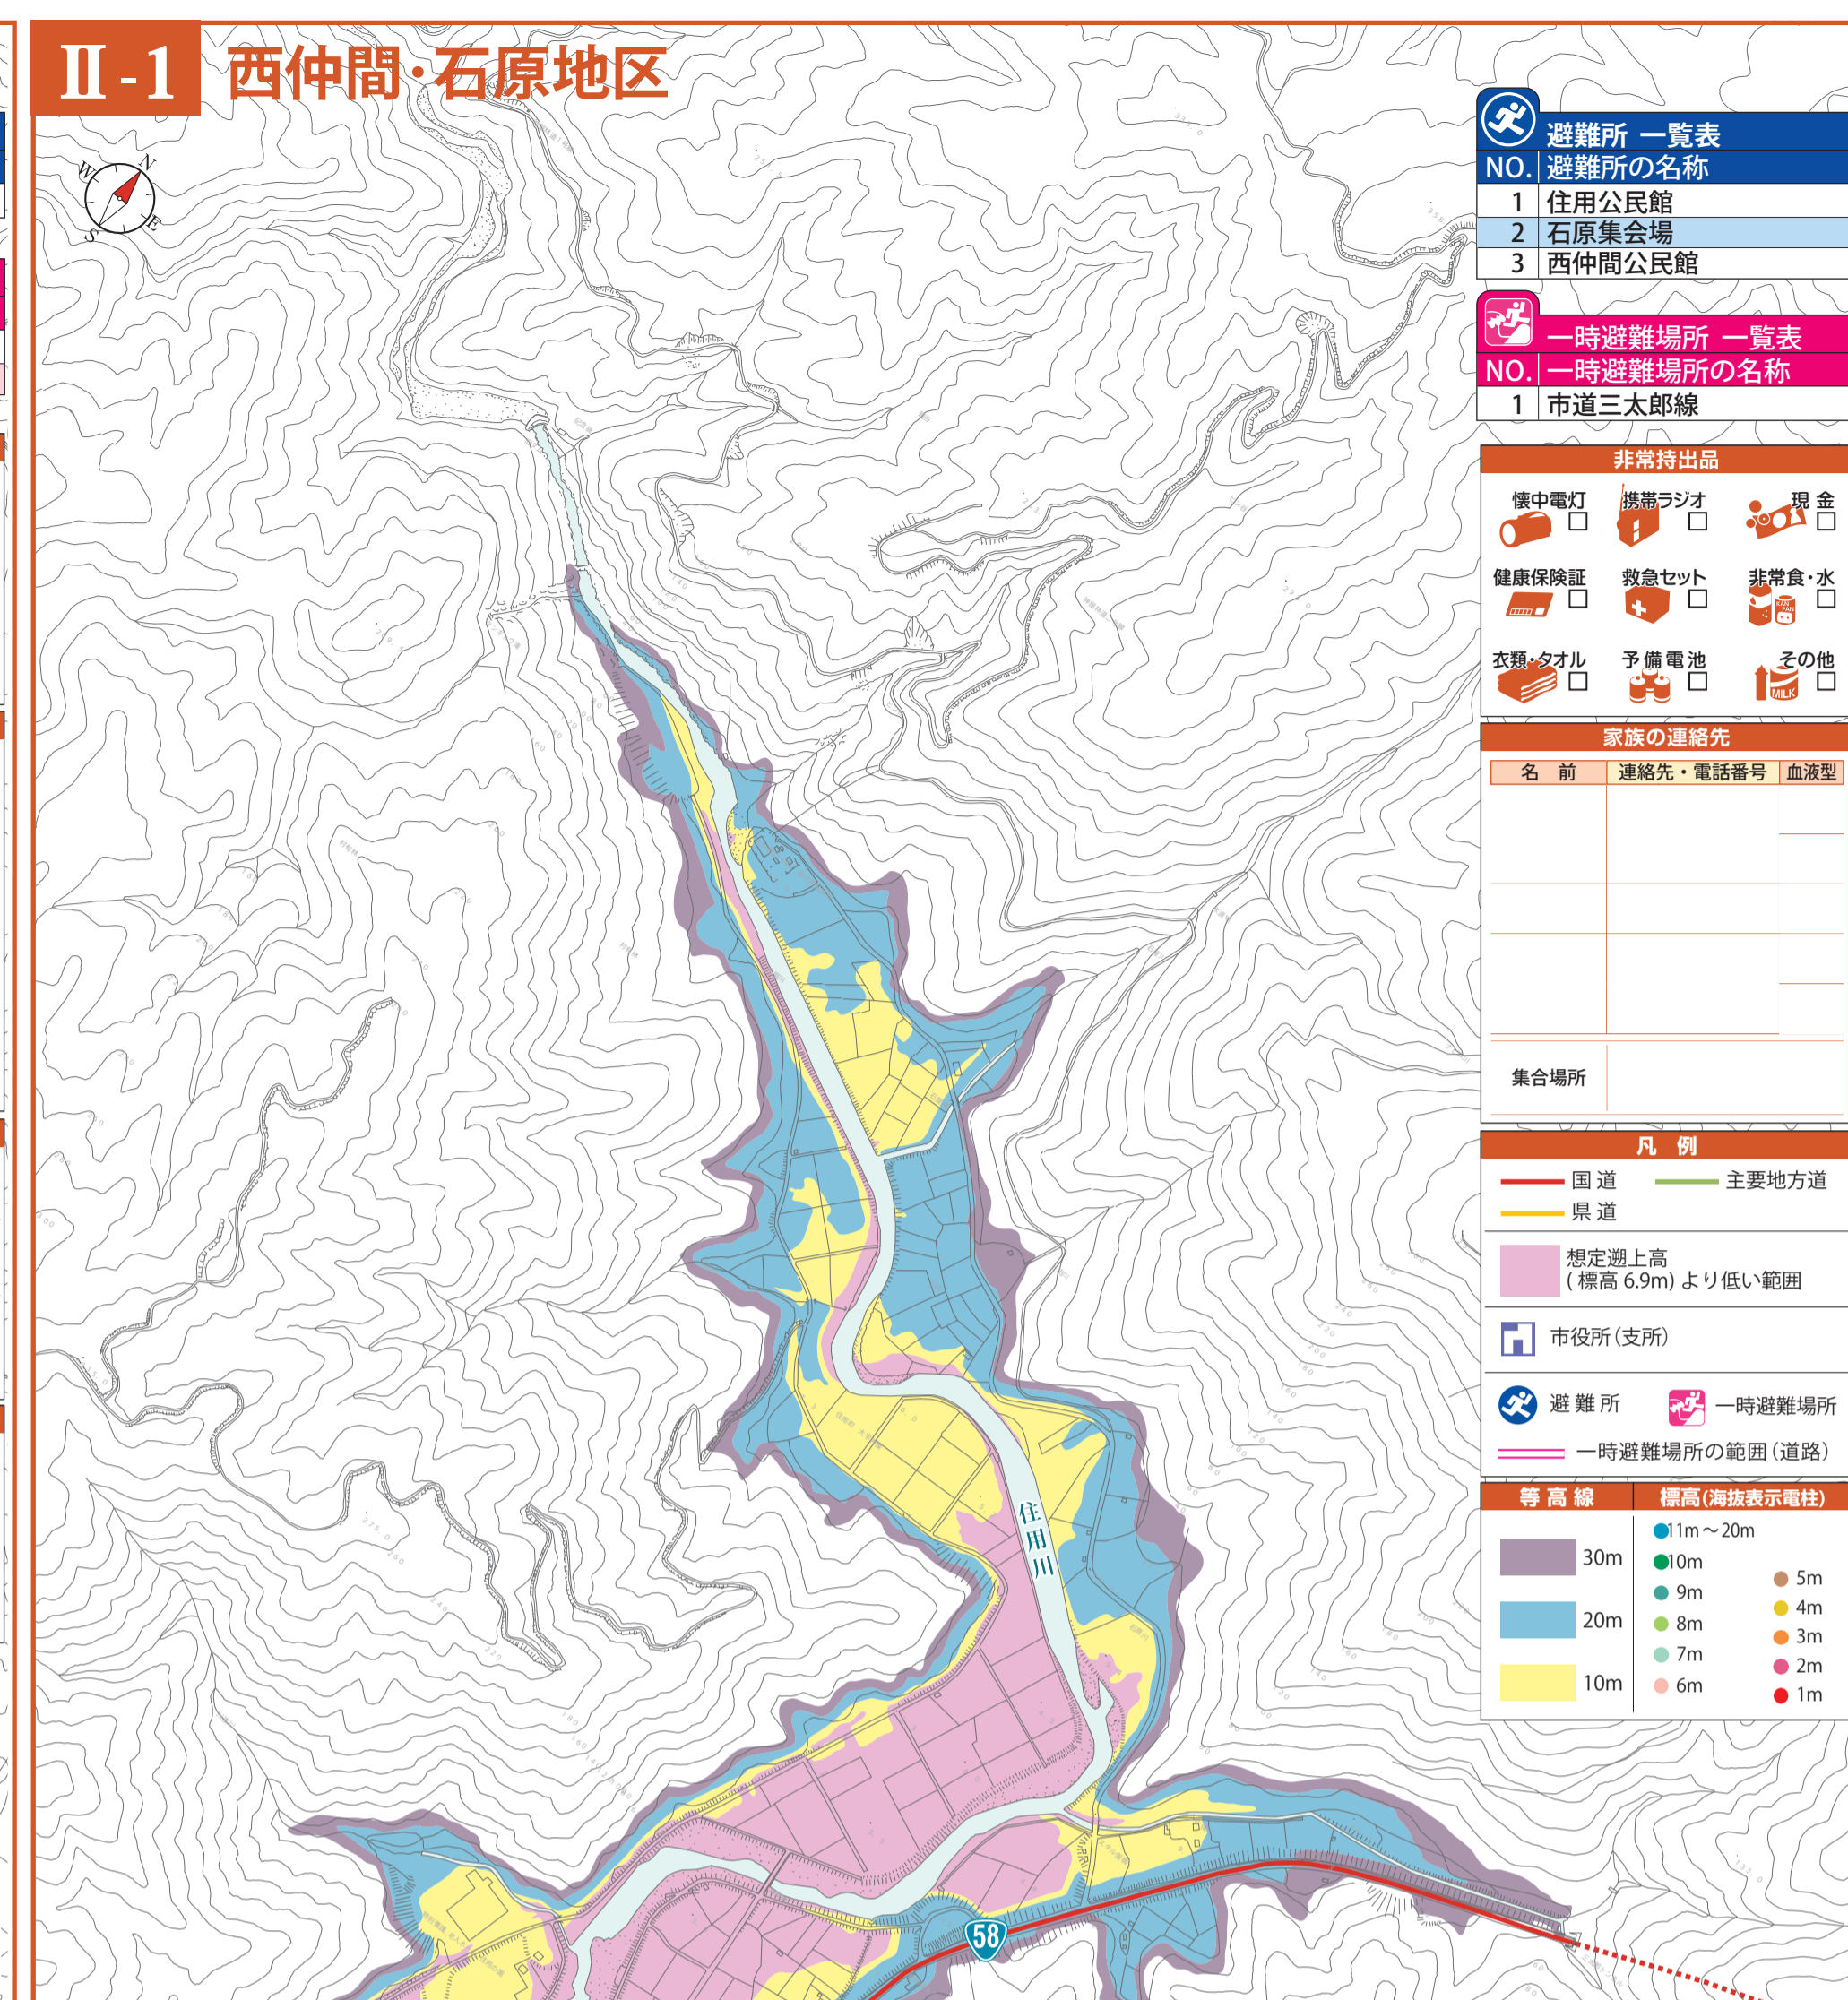 II-1 西仲間・石原地区
N
W
E
S
避難所 一覧表
NO. 避難所の名称
1 住用公民館
2 石原集会場
3 西仲間公民館
一時避難場所 一覧表
NO. 一時避難場所の名称
1 市道三太郎線
非常持出品
懐中電灯 携帯ラジオ 現金
健康保険証 救急セット 非常食・水
KAN PAN
衣類・タオル 予備電池 その他
MILK
家族の連絡先
名 前 連絡先・電話番号 血液型
集合場所
凡 例
国道 主要地方道
県道
想定遡上高
(標高 6.9m) より低い範囲
市役所(支所)
避難所 一時避難場所
一時避難場所の範囲(道路)
等高線 標高(海抜表示電柱)
30m
20m
10m
11m～20m
10m
9m
8m
7m
6m
5m
4m
3m
2m
1m
住用川
58